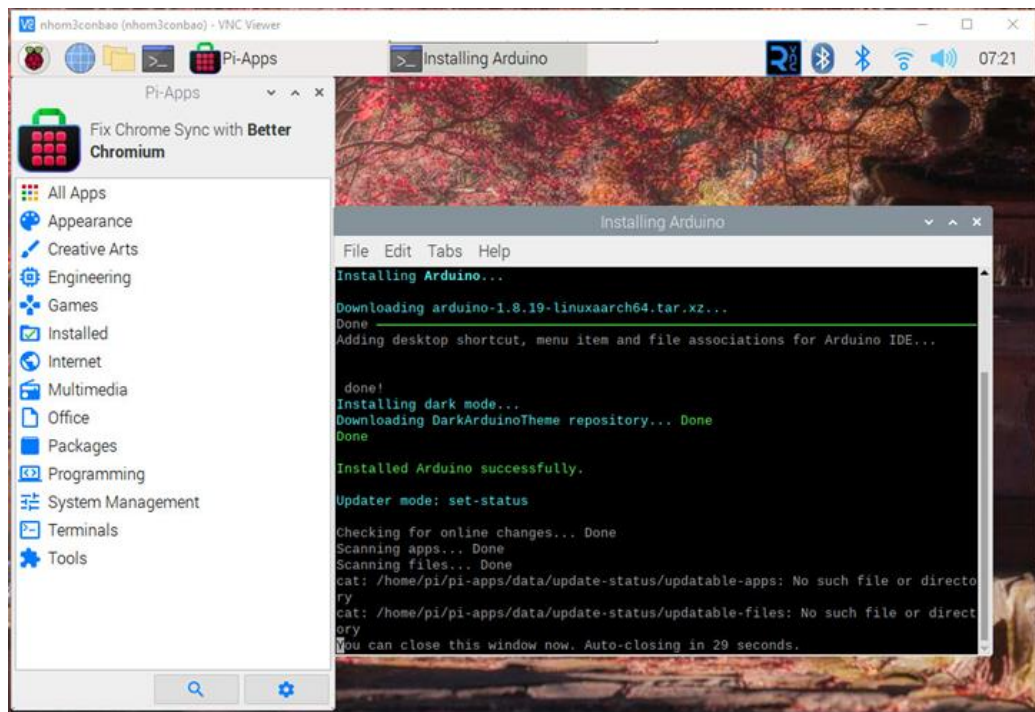 nhom3conbao (nhom3conbao) - VNC Viewer
Pi-Apps
Installing Arduino
07:21
Pi-Apps
Fix Chrome Sync with Better
Chromium
All Apps
Appearance
Creative Arts
Engineering
Games
Installed
Internet
Multimedia
Office
Packages
Programming
System Management
Terminals
Tools
Installing Arduino
File Edit Tabs Help
Installing Arduino...
Downloading arduino-1.8.19-linuxaarch64.tar.xz...
Done
Adding desktop shortcut, menu item and file associations for Arduino IDE...
done!
Installing dark mode...
Downloading DarkArduinoTheme repository... Done
Done
Installed Arduino successfully.
Updater mode: set-status
Checking for online changes... Done
Scanning apps... Done
Scanning files... Done
cat: /home/pi/pi-apps/data/update-status/updatable-apps: No such file or directo
ry
cat: /home/pi/pi-apps/data/update-status/updatable-files: No such file or direct
ory
You can close this window now. Auto-closing in 29 seconds.